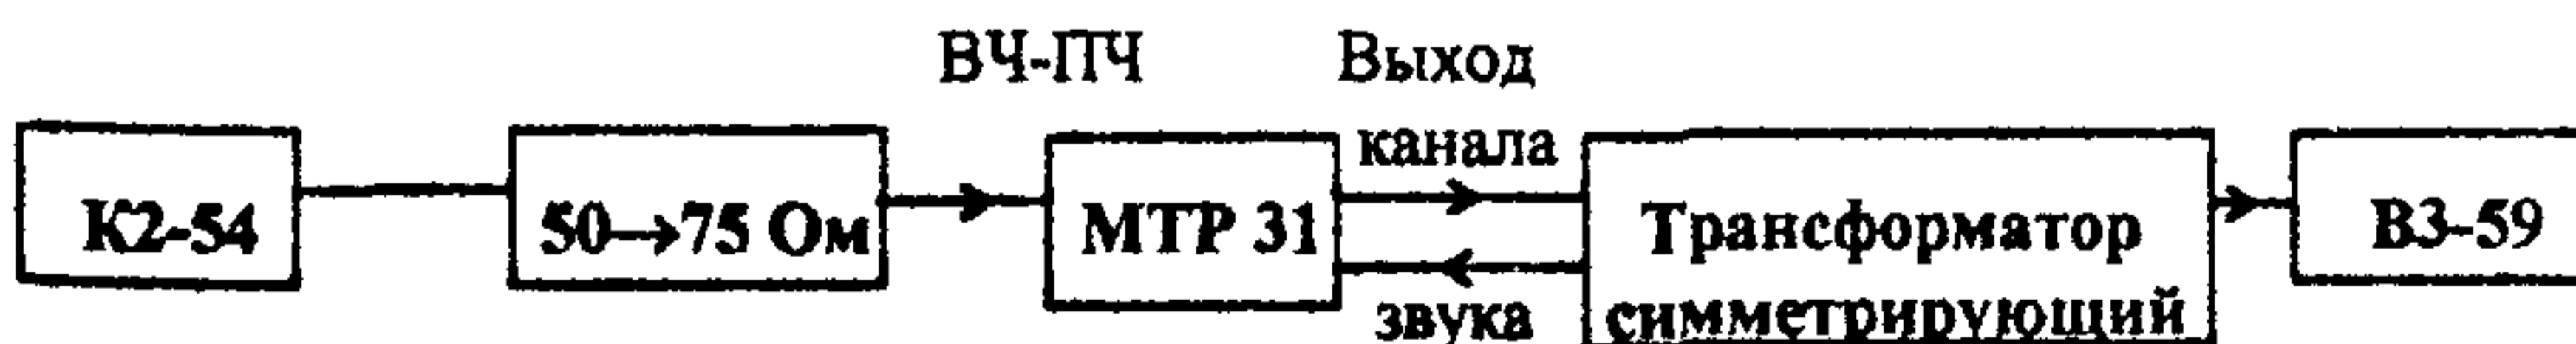 ВЧ-ПЧ Выход
канала
К2-54 50→75 Ом МТР 31 Трансформатор В3-59
звука симметрирующий